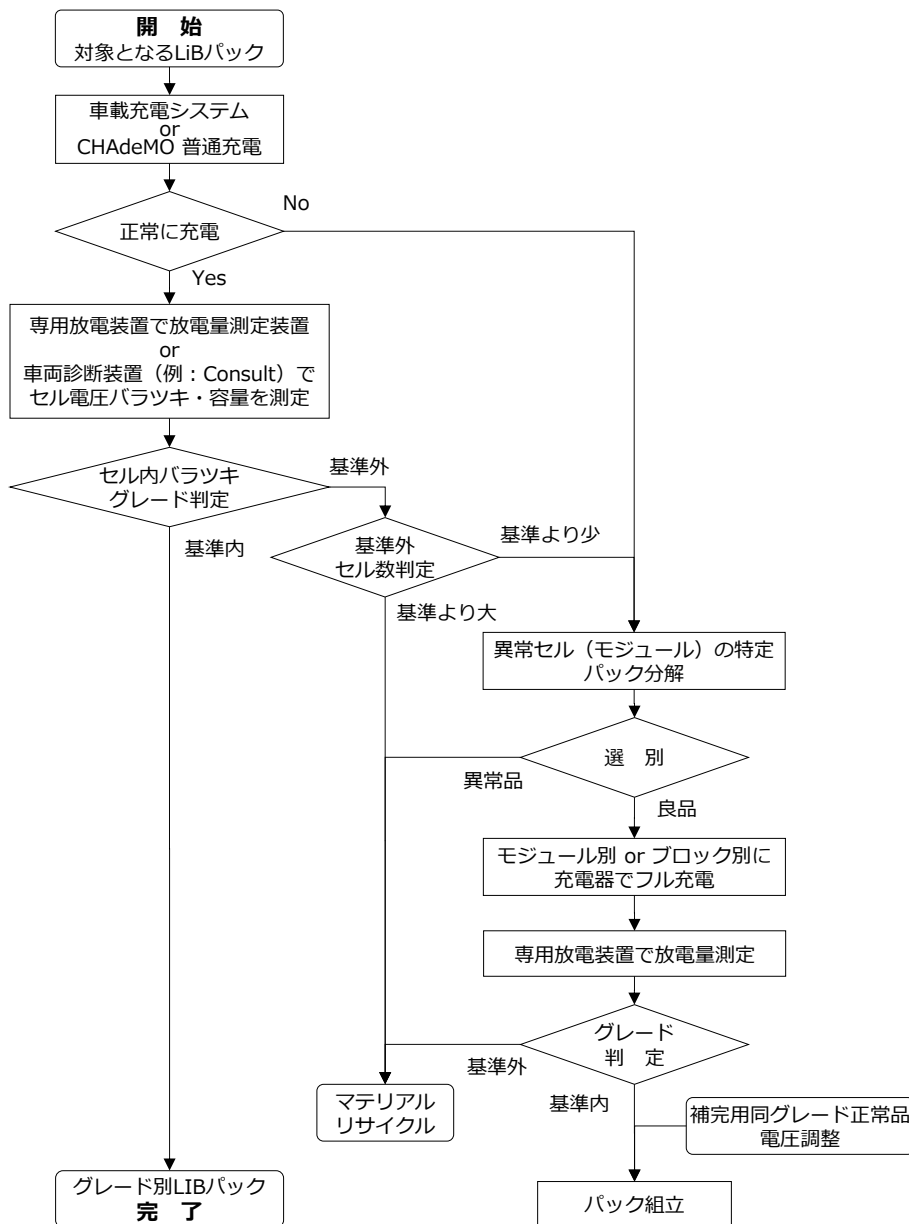 開　始
対象となるLiBパック
車載充電システム
or
CHAdeMO 普通充電
No
正常に充電
Yes
専用放電装置で放電量測定装置
or
車両診断装置（例：Consult）で
セル電圧バラツキ・容量を測定
セル内バラツキ
グレード判定
基準外
基準内
基準外
セル数判定
基準より少
基準より大
異常セル（モジュール）の特定
パック分解
選　別
異常品
良品
モジュール別 or ブロック別に
充電器でフル充電
専用放電装置で放電量測定
グレード
判　定
基準外
基準内
マテリアル
リサイクル
補完用同グレード正常品
電圧調整
グレード別LIBパック
完　了
パック組立